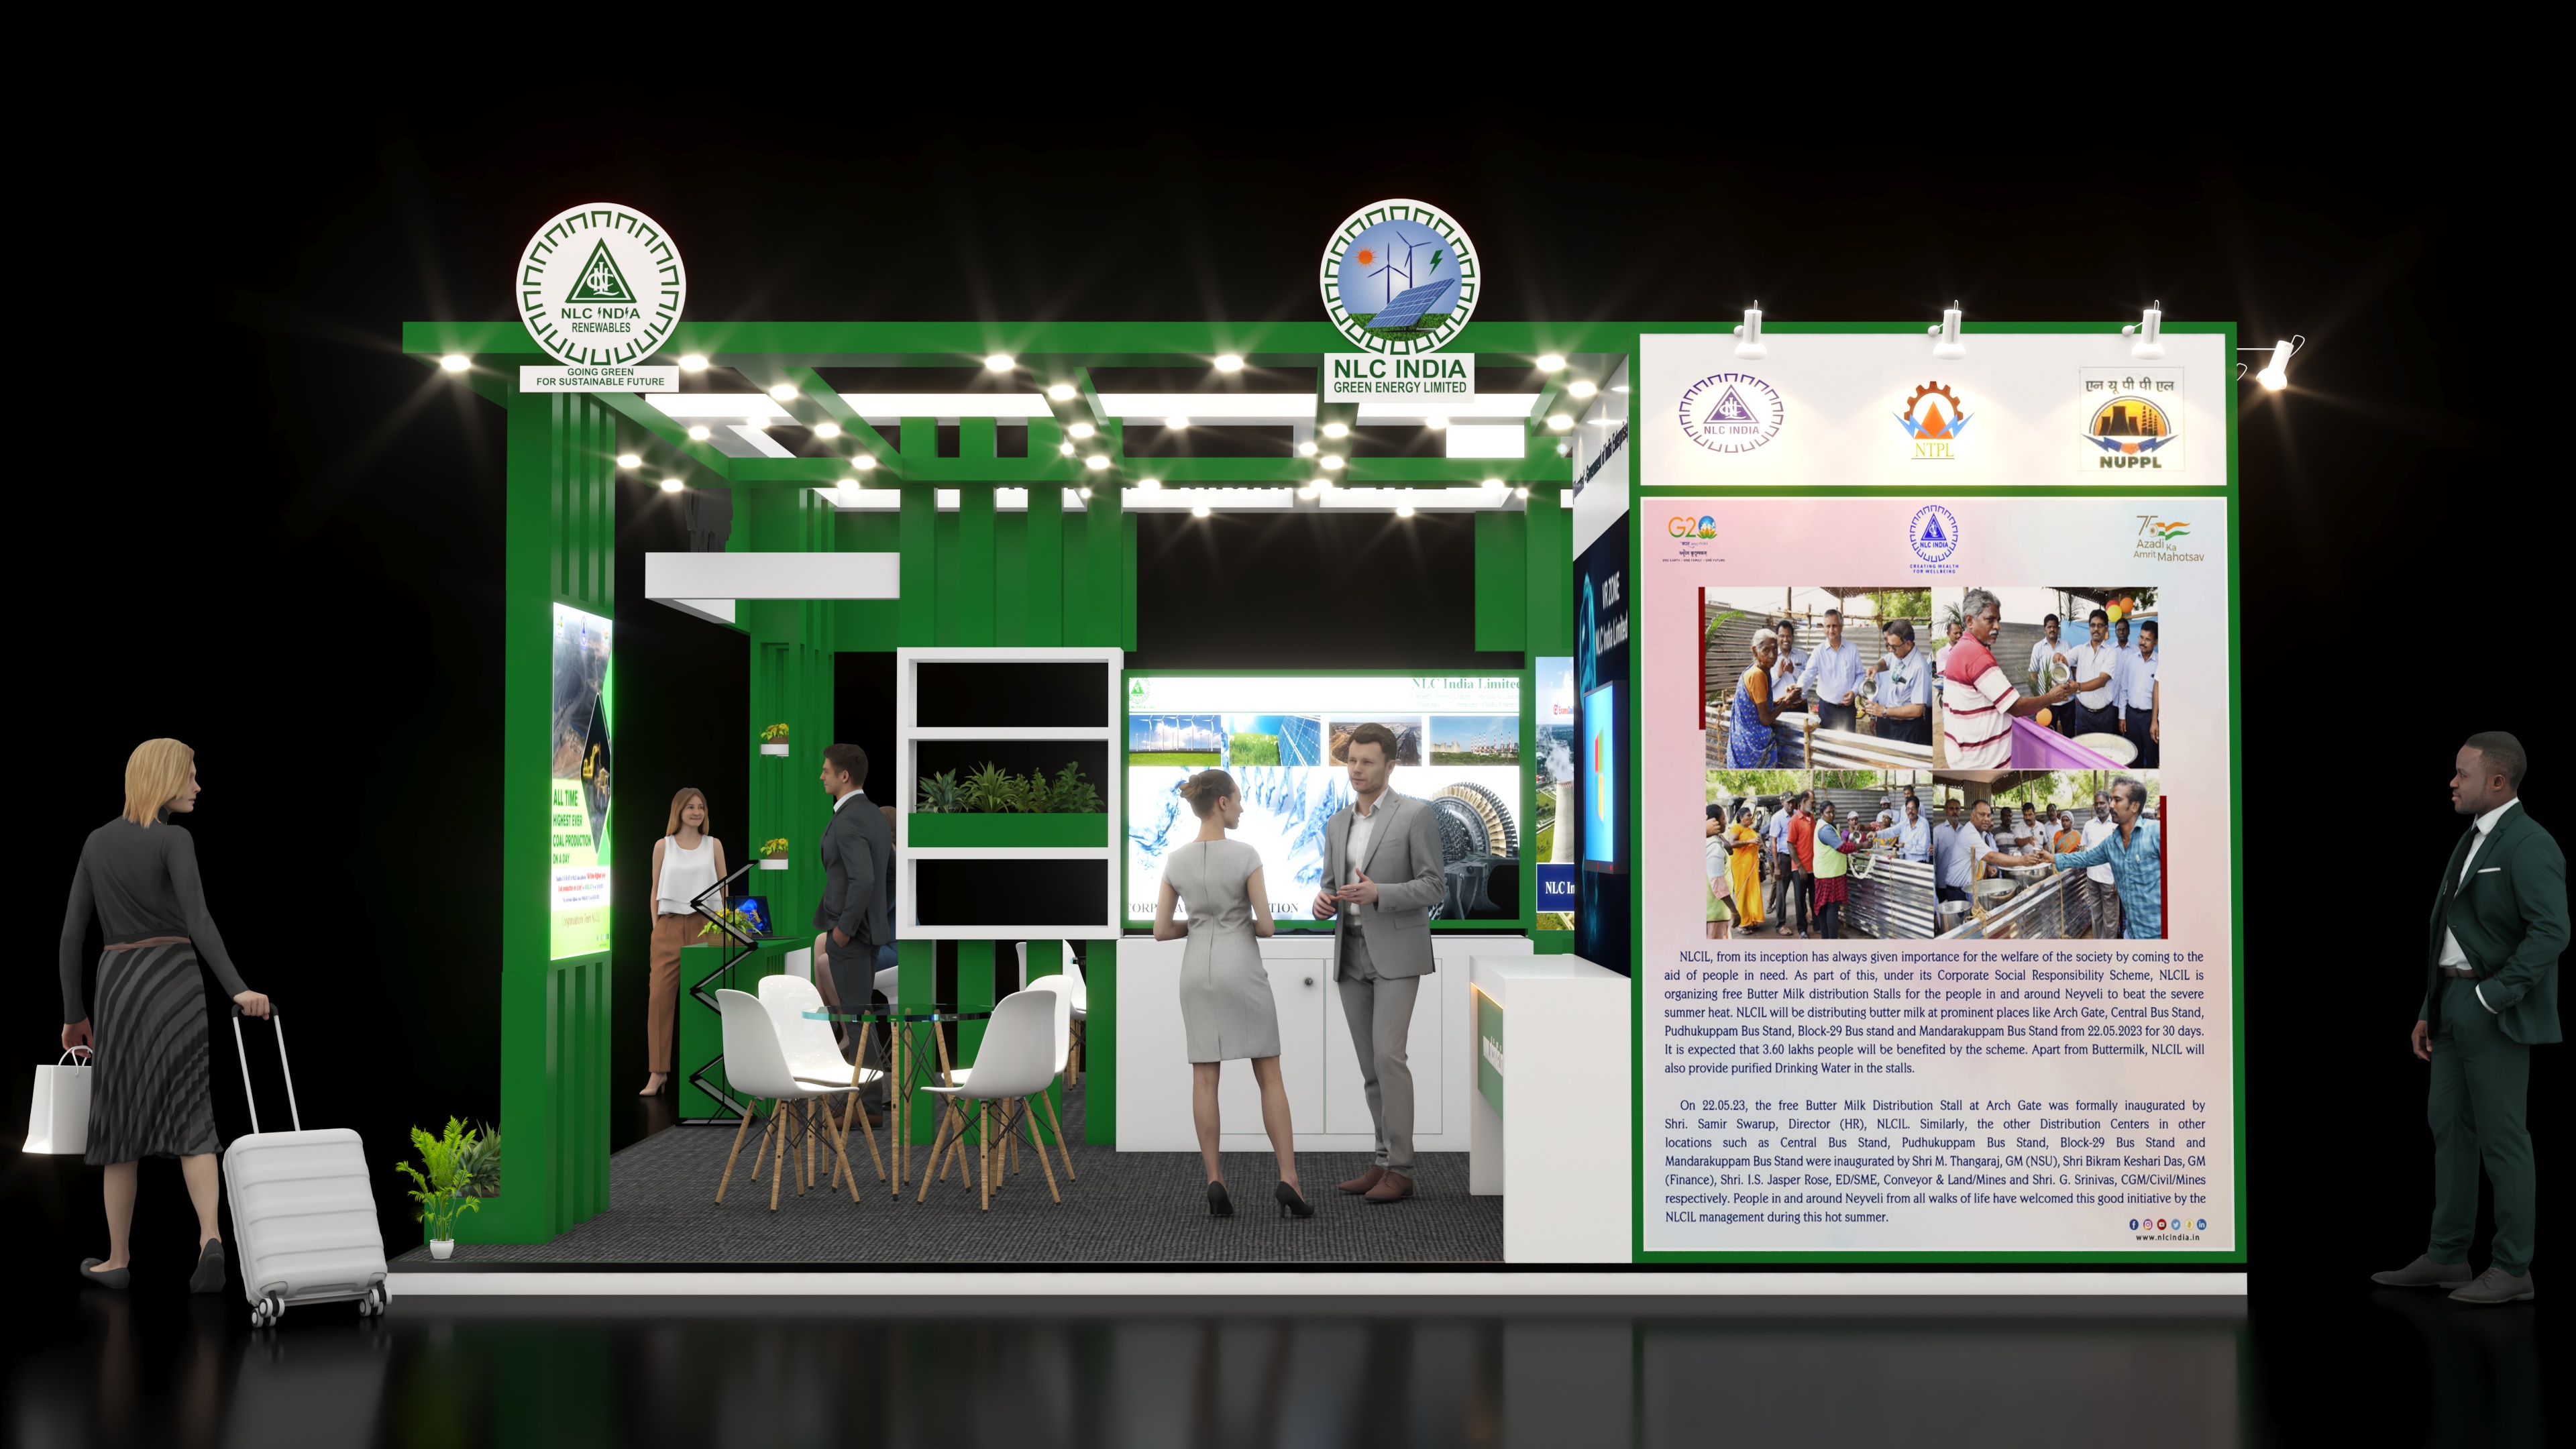 NLC INDIA
RENEWABLES
GOING GREEN
FOR SUSTAINABLE FUTURE
NLC INDIA
GREEN ENERGY LIMITED
NLC INDIA
NTPL
एन यू पी पी एल
NUPPL
VR ZONE
NLC India Limited
NLC India Limited
ALL TIME
HIGHEST EVER
COAL PRODUCTION
ON A DAY
NLC In
G20
NLC INDIA
CREATING WEALTH
FOR WELLBEING
75
Azadi Ka
Amrit Mahotsav
NLCIL, from its inception has always given importance for the welfare of the society by coming to the
aid of people in need. As part of this, under its Corporate Social Responsibility Scheme, NLCIL is
organizing free Butter Milk distribution Stalls for the people in and around Neyveli to beat the severe
summer heat. NLCIL will be distributing butter milk at prominent places like Arch Gate, Central Bus Stand,
Pudhukuppam Bus Stand, Block-29 Bus stand and Mandarakuppam Bus Stand from 22.05.2023 for 30 days.
It is expected that 3.60 lakhs people will be benefited by the scheme. Apart from Buttermilk, NLCIL will
also provide purified Drinking Water in the stalls.
On 22.05.23, the free Butter Milk Distribution Stall at Arch Gate was formally inaugurated by
Shri. Samir Swarup, Director (HR), NLCIL. Similarly, the other Distribution Centers in other
locations such as Central Bus Stand, Pudhukuppam Bus Stand, Block-29 Bus Stand and
Mandarakuppam Bus Stand were inaugurated by Shri M. Thangaraj, GM (NSU), Shri Bikram Keshari Das, GM
(Finance), Shri. I.S. Jasper Rose, ED/SME, Conveyor & Land/Mines and Shri. G. Srinivas, CGM/Civil/Mines
respectively. People in and around Neyveli from all walks of life have welcomed this good initiative by the
NLCIL management during this hot summer.
www.nlcindia.in